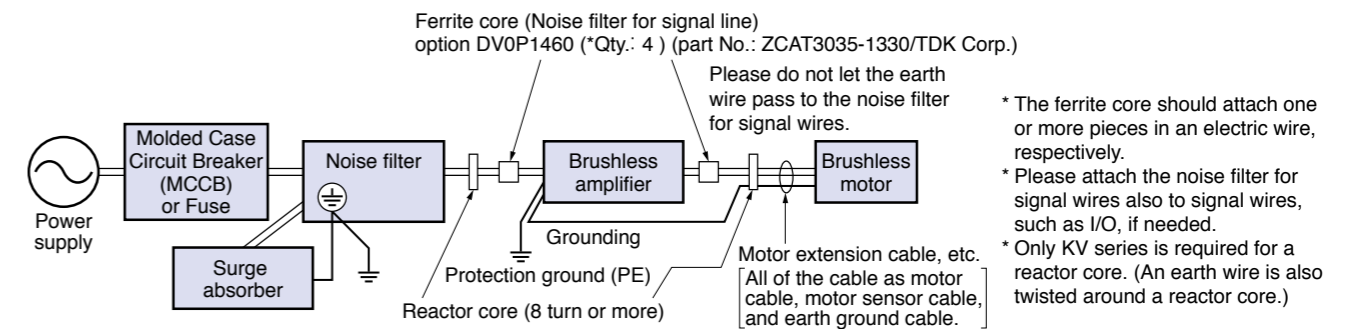 Ferrite core (Noise filter for signal line)
option DV0P1460 (*Qty.: 4 ) (part No.: ZCAT3035-1330/TDK Corp.)
Please do not let the earth
wire pass to the noise filter
for signal wires.
Power
supply
Molded Case
Circuit Breaker
(MCCB)
or Fuse
Noise filter
Surge
absorber
Brushless
amplifier
Brushless
motor
Grounding
Protection ground (PE)
Reactor core (8 turn or more)
Motor extension cable, etc.
All of the cable as motor
cable, motor sensor cable,
and earth ground cable.
* The ferrite core should attach one
or more pieces in an electric wire,
respectively.
* Please attach the noise filter for
signal wires also to signal wires,
such as I/O, if needed.
* Only KV series is required for a
reactor core. (An earth wire is also
twisted around a reactor core.)